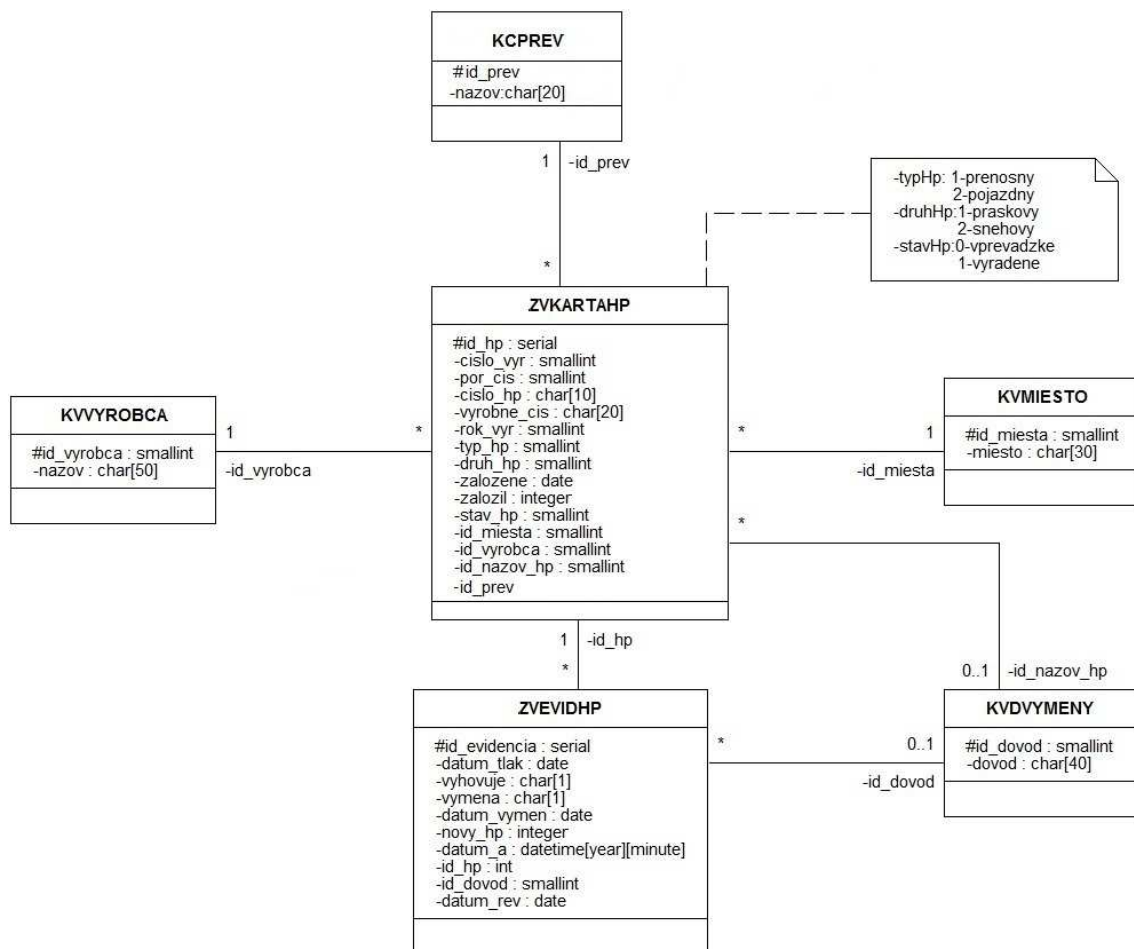 KCPREV
#id_prev
-nazov:char[20]
1
-id_prev
*
-typHp: 1-prenosny
2-pojazdny
-druhHp:1-praskovy
2-snehovy
-stavHp:0-vprevadzke
1-vyradene
ZVKARTAHP
#id_hp : serial
-cislo_vyr : smallint
-por_cis : smallint
-cislo_hp : char[10]
-vyrobne_cis : char[20]
-rok_vyr : smallint
-typ_hp : smallint
-druh_hp : smallint
-zalozene : date
-zalozil : integer
-stav_hp : smallint
-id_miesta : smallint
-id_vyrobca : smallint
-id_nazov_hp : smallint
-id_prev
KVVYROBCA
#id_vyrobca : smallint
-nazov : char[50]
1
*
-id_vyrobca
KVMIESTO
#id_miesta : smallint
-miesto : char[30]
*
1
-id_miesta
*
0..1
-id_nazov_hp
1
-id_hp
*
ZVEVIDHP
#id_evidencia : serial
-datum_tlak : date
-vyhovuje : char[1]
-vymena : char[1]
-datum_vymen : date
-novy_hp : integer
-datum_a : datetime[year][minute]
-id_hp : int
-id_dovod : smallint
-datum_rev : date
*
0..1
-id_dovod
KVDVYMENY
#id_dovod : smallint
-dovod : char[40]